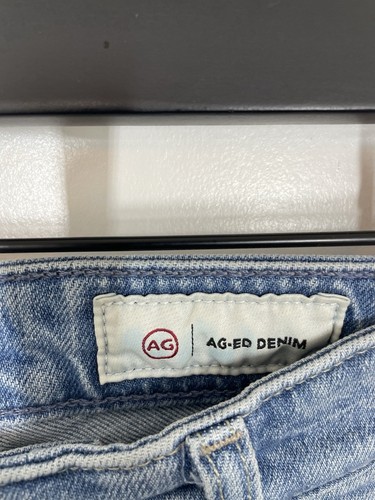 AG | AG-ED DENIM